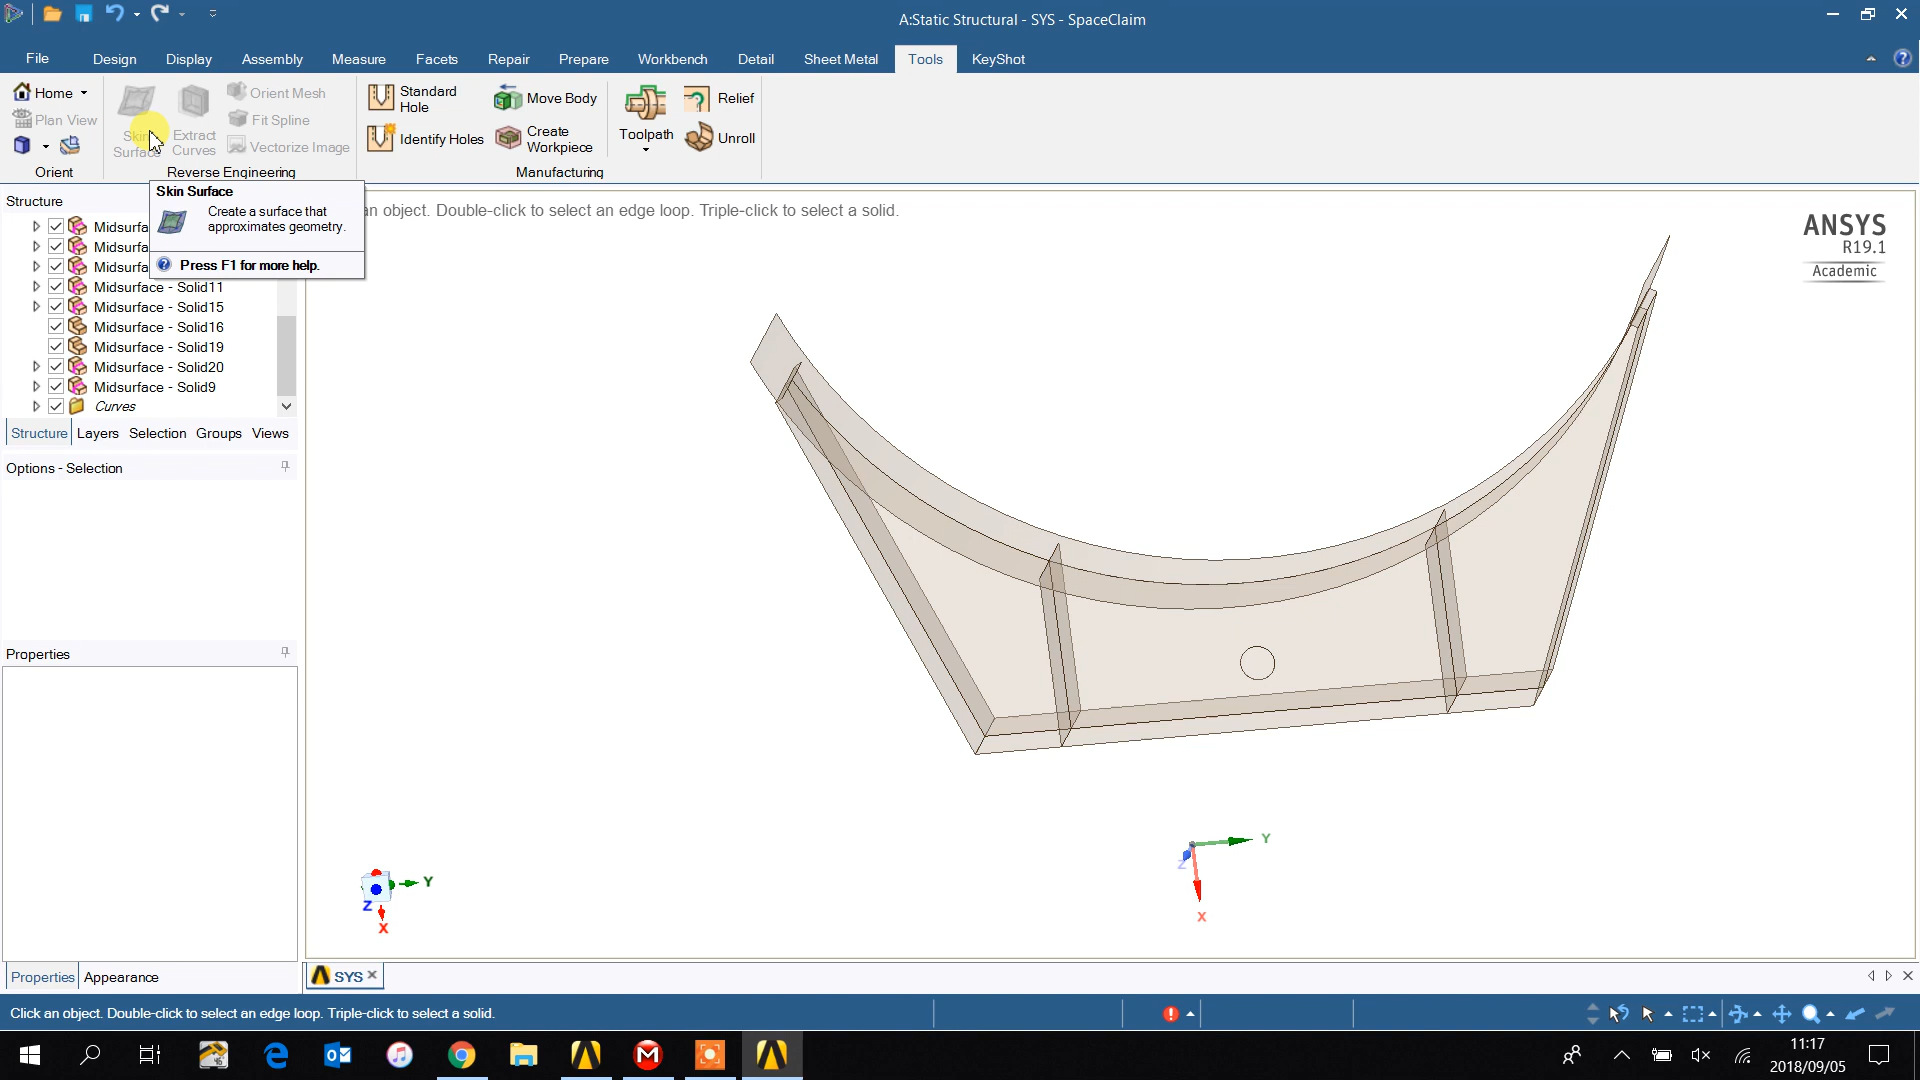 A:Static Structural - SYS - SpaceClaim
File Design Display Assembly Measure Facets Repair Prepare Workbench Detail Sheet Metal Tools KeyShot
Home
Plan View
Orient
Skin Surface
Extract Curves
Orient Mesh
Fit Spline
Vectorize Image
Reverse Engineering
Standard Hole
Identify Holes
Move Body
Create Workpiece
Toolpath
Relief
Unroll
Manufacturing
Skin Surface
Create a surface that
approximates geometry.
Press F1 for more help.
an object. Double-click to select an edge loop. Triple-click to select a solid.
ANSYS
R19.1
Academic
Structure
Midsurfa
Midsurfa
Midsurfa
Midsurface - Solid11
Midsurface - Solid15
Midsurface - Solid16
Midsurface - Solid19
Midsurface - Solid20
Midsurface - Solid9
Curves
Structure Layers Selection Groups Views
Options - Selection
Properties
Y
Z
X
Y
Z
X
Properties Appearance
SYS
Click an object. Double-click to select an edge loop. Triple-click to select a solid.
11:17
2018/09/05